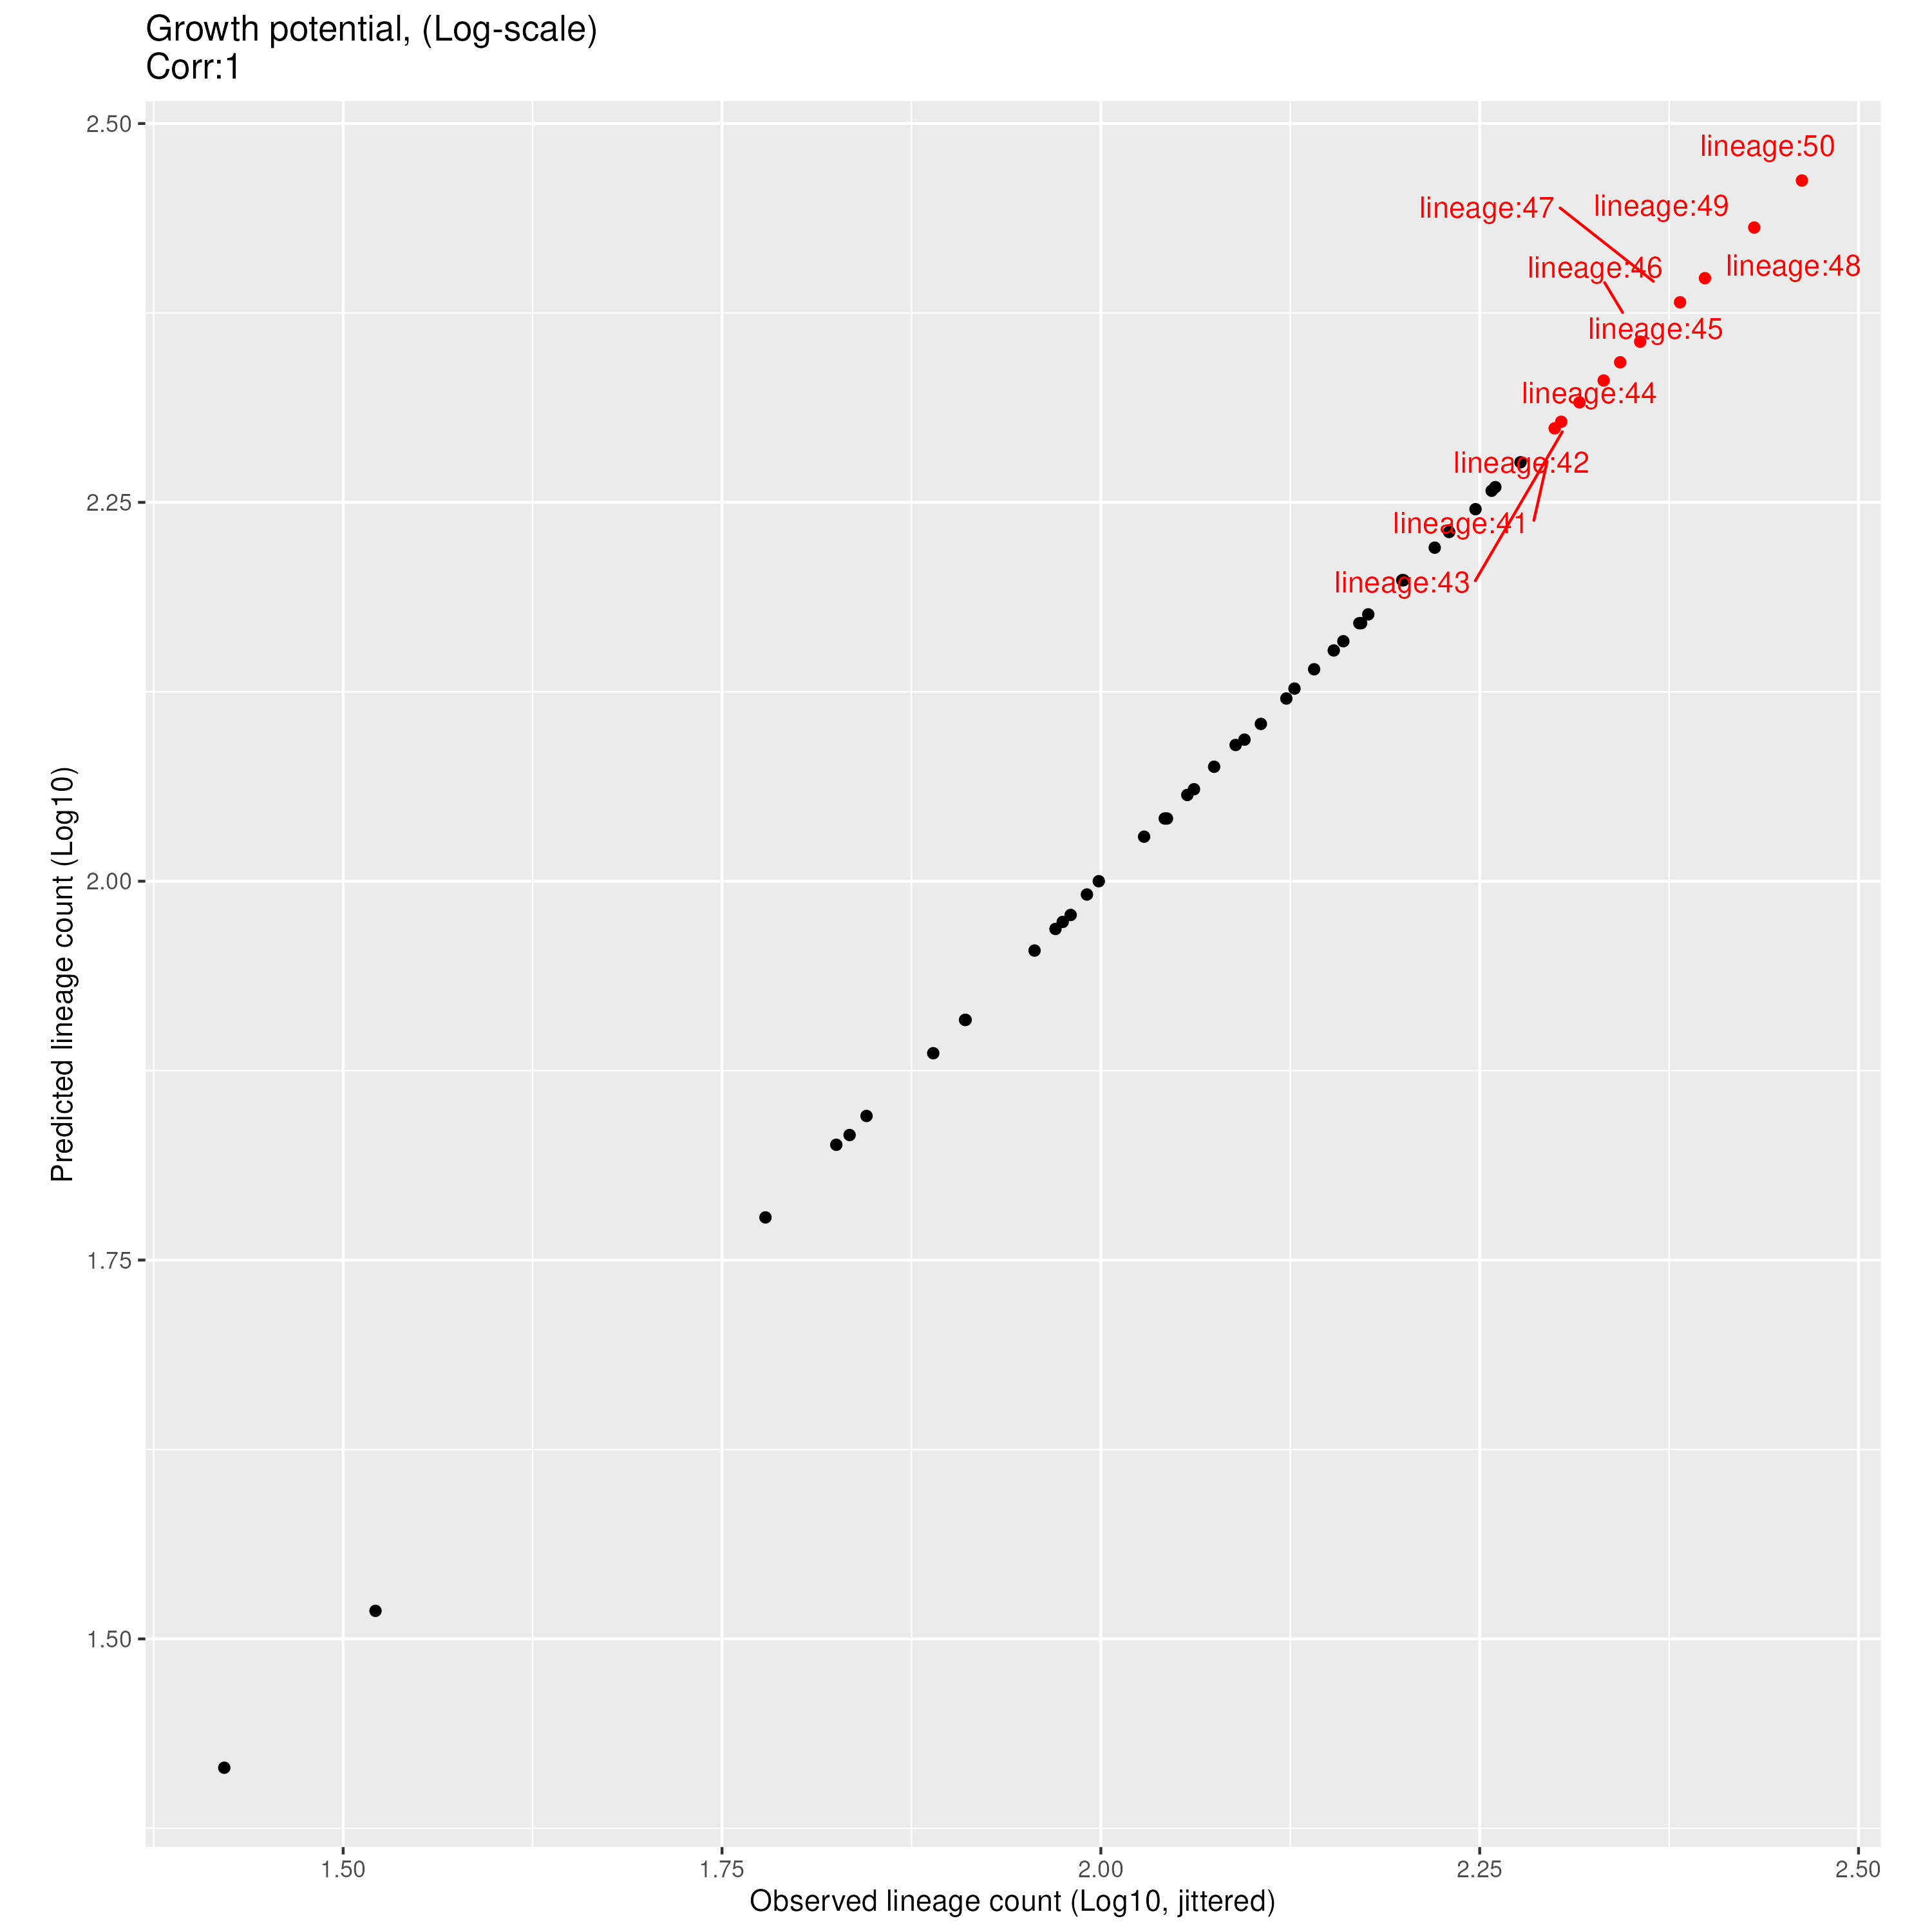 Growth potential, (Log-scale)
Corr:1
2.50
2.25
2.00
1.75
1.50
Predicted lineage count (Log10)
lineage:50
lineage:49
lineage:47
lineage:48
lineage:46
lineage:45
lineage:44
lineage:42
lineage:41
lineage:43
1.50
1.75
2.00
2.25
2.50
Observed lineage count (Log10, jittered)